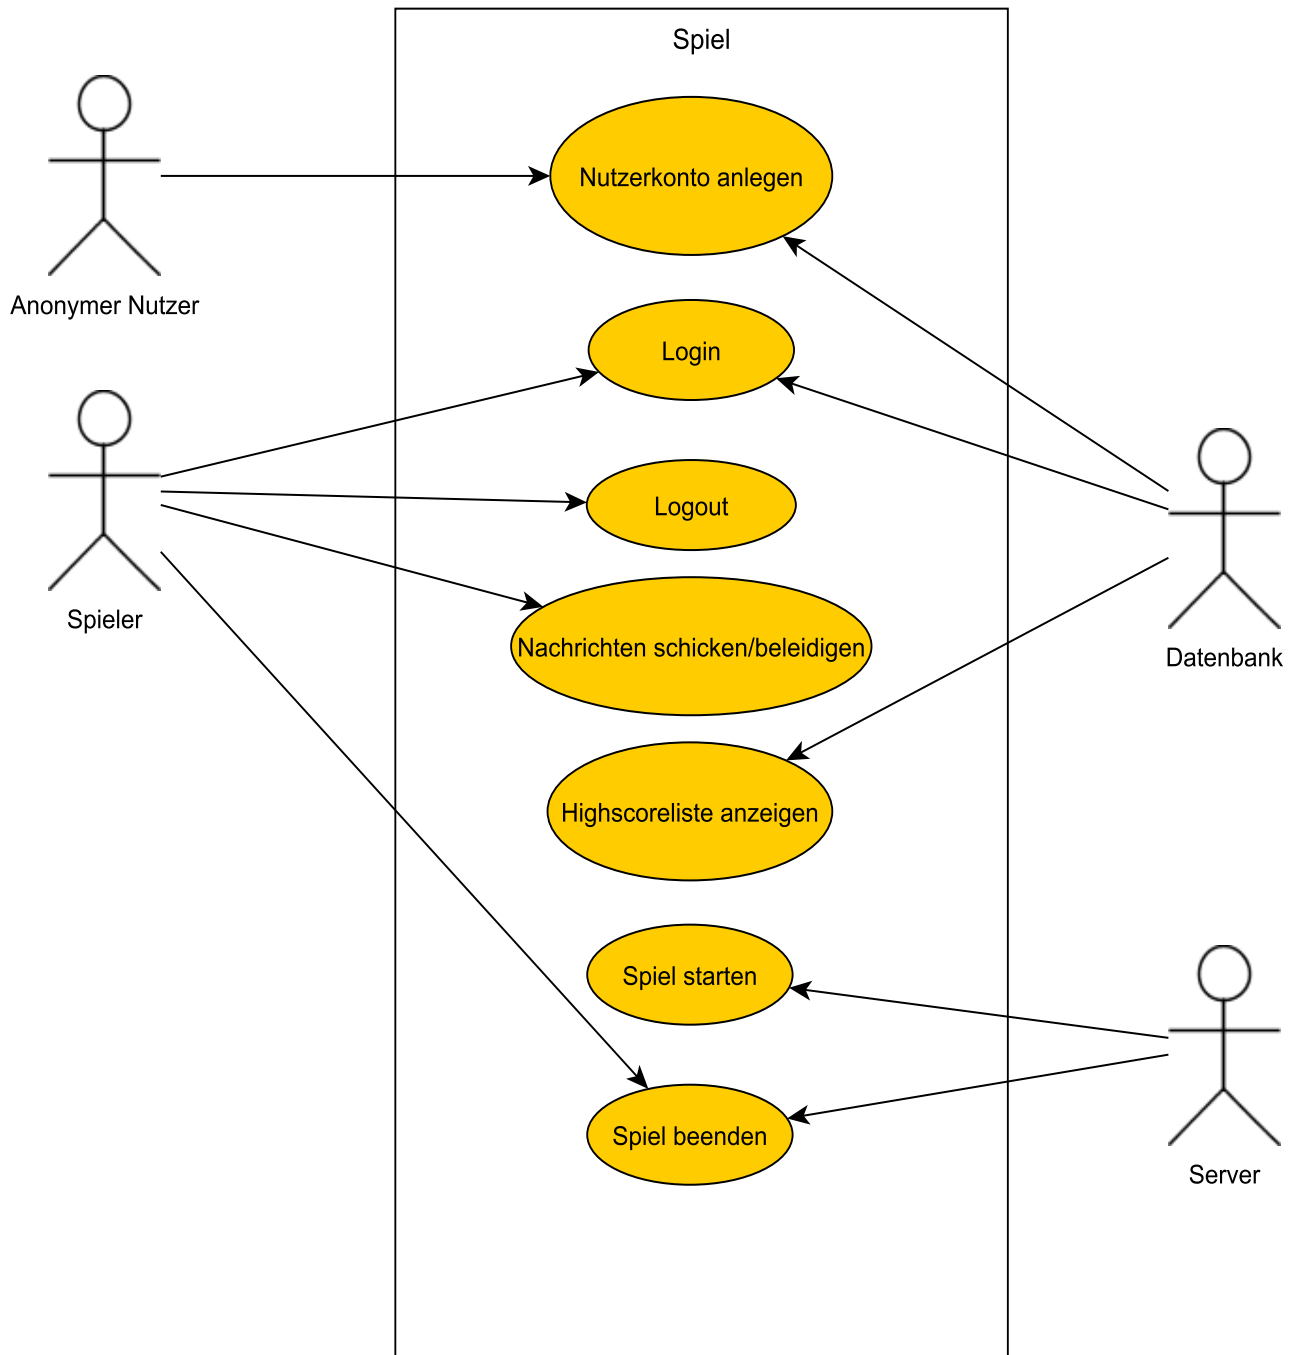 Spiel
Nutzerkonto anlegen
Anonymer Nutzer
Login
Logout
Spieler
Nachrichten schicken/beleidigen
Datenbank
Highscoreliste anzeigen
Spiel starten
Spiel beenden
Server